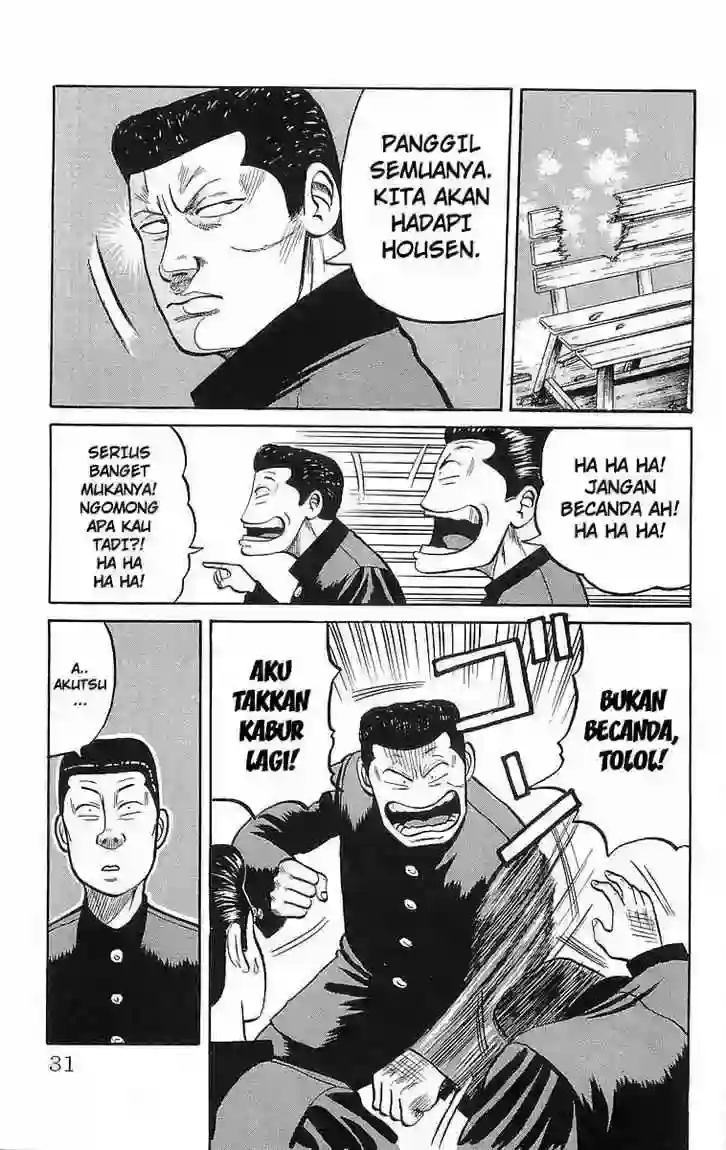 PANGGIL
SEMUANYA.
KITA AKAN
HADAPI
HOUSEN.
SERIUS
BANGET
MUKANYA!
NGOMONG
APA KAU
TADI?!
HA HA
HA HA!
HA HA HA!
JANGAN
BECANDA AH!
HA HA HA!
A..
AKUTSU
...
AKU
TAKKAN
KABUR
LAGI!
BUKAN
BECANDA,
TOLOL!
31